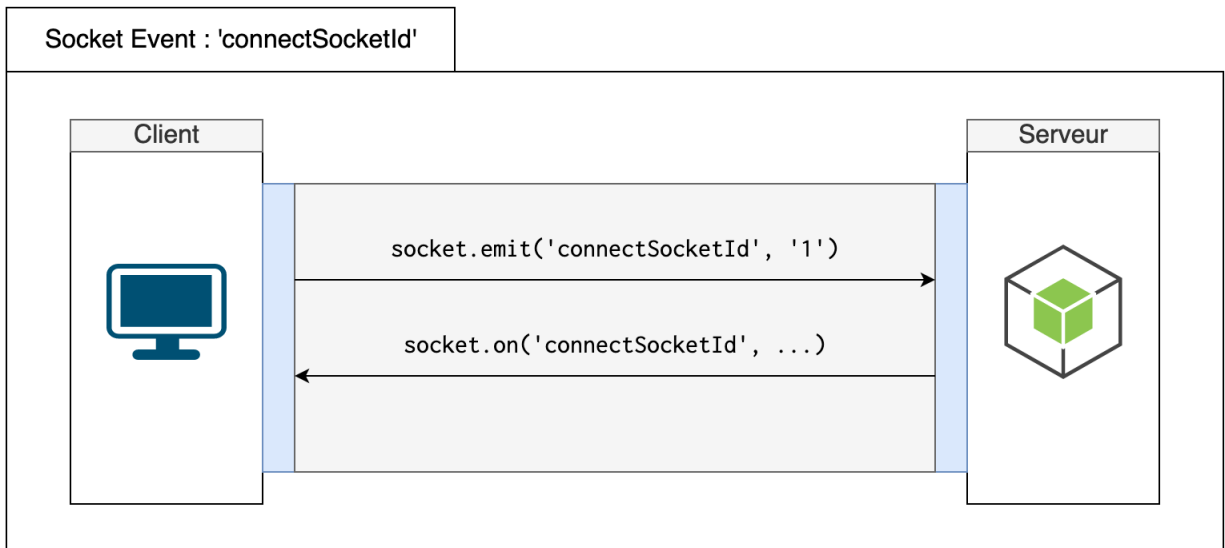 Socket Event : 'connectSocketId'
Client
Serveur
socket.emit('connectSocketId', '1')
socket.on('connectSocketId', ...)